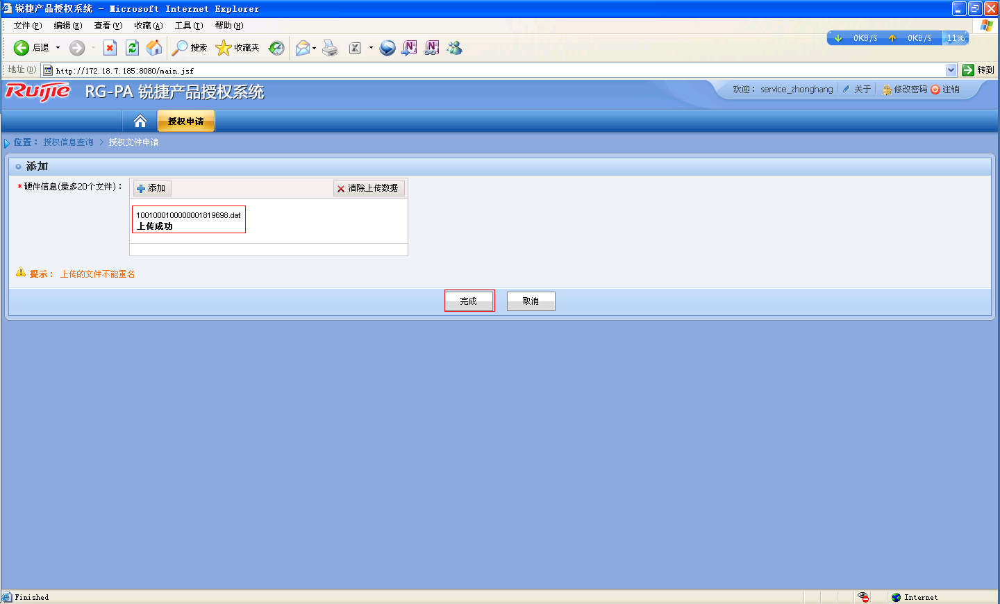 锐捷产品授权系统 - Microsoft Internet Explorer
文件(F) 编辑(E) 查看(V) 收藏(A) 工具(T) 帮助(H)
0KB/S 0KB/S 11%
后退 搜索 收藏夹
地址(D) http://172.18.7.185:8080/main.jsf 转到
Ruijie RG-PA 锐捷产品授权系统
欢迎： service_zhonghang 关于 修改密码 注销
授权申请
位置： 授权信息查询 > 授权文件申请
添加
*硬件信息(最多20个文件)：
添加 清除上传数据
1001000100000001819698.dat
上传成功
提示： 上传的文件不能重名
完成 取消
Finished Internet